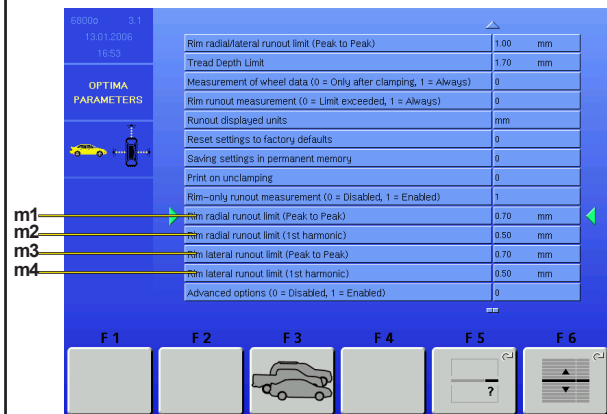 6800o 3.1
13.01.2006
16:53
OPTIMA
PARAMETERS
Rim radial/lateral runout limit (Peak to Peak) 1.00 mm
Tread Depth Limit 1.70 mm
Measurement of wheel data (0 = Only after clamping, 1 = Always) 0
Rim runout measurement (0 = Limit exceeded, 1 = Always) 0
Runout displayed units mm
Reset settings to factory defaults 0
Saving settings in permanent memory 0
Print on unclamping 0
Rim-only runout measurement (0 = Disabled, 1 = Enabled) 1
m1 Rim radial runout limit (Peak to Peak) 0.70 mm
m2 Rim radial runout limit (1st harmonic) 0.50 mm
m3 Rim lateral runout limit (Peak to Peak) 0.70 mm
m4 Rim lateral runout limit (1st harmonic) 0.50 mm
Advanced options (0 = Disabled, 1 = Enabled) 0
F 1 F 2 F 3 F 4 F 5 F 6
?